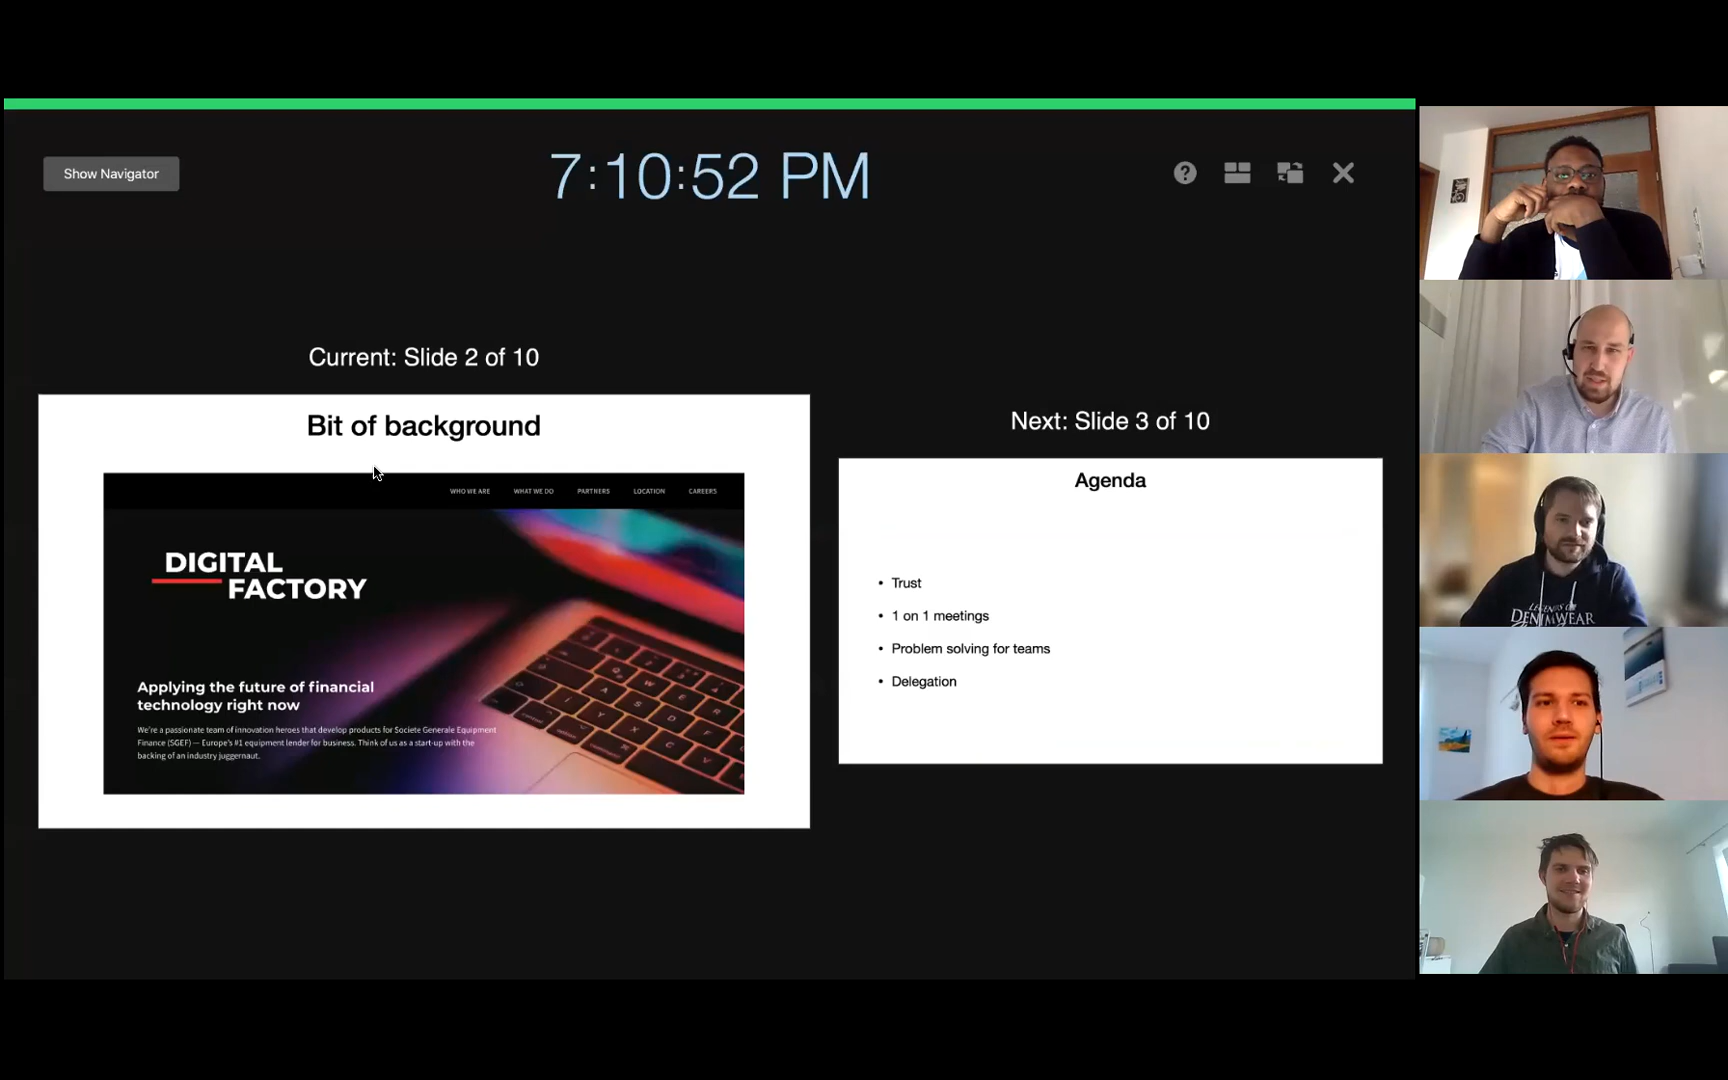 Show Navigator
7:10:52 PM
Current: Slide 2 of 10
Bit of background
WHO WE ARE
WHAT WE DO
PARTNERS
LOCATION
CAREERS
DIGITAL
FACTORY
Applying the future of financial
technology right now
We're a passionate team of innovation heroes that develop products for Societe Generale Equipment
Finance (SGEF) — Europe's #1 equipment lender for business. Think of us as a start-up with the
backing of an industry juggernaut.
Next: Slide 3 of 10
Agenda
• Trust
• 1 on 1 meetings
• Problem solving for teams
• Delegation
LEGENDS OF
DENIMWEAR